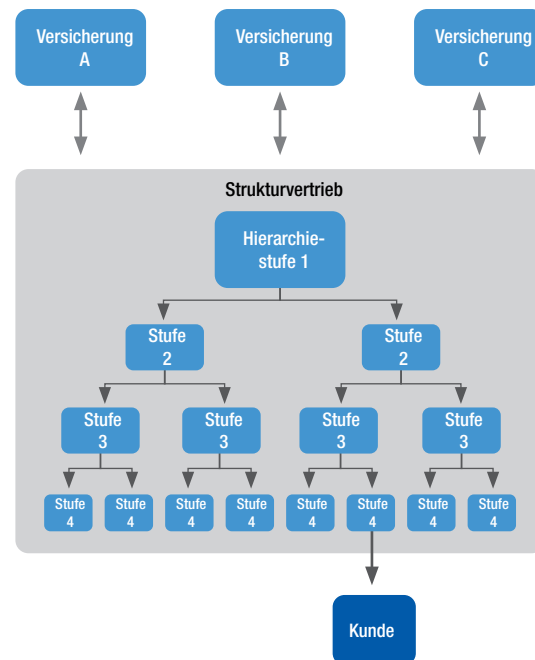 Versicherung
A
Versicherung
B
Versicherung
C
Strukturvertrieb
Hierarchie-
stufe 1
Stufe
2
Stufe
2
Stufe
3
Stufe
3
Stufe
3
Stufe
3
Stufe
4
Stufe
4
Stufe
4
Stufe
4
Stufe
4
Stufe
4
Stufe
4
Stufe
4
Kunde